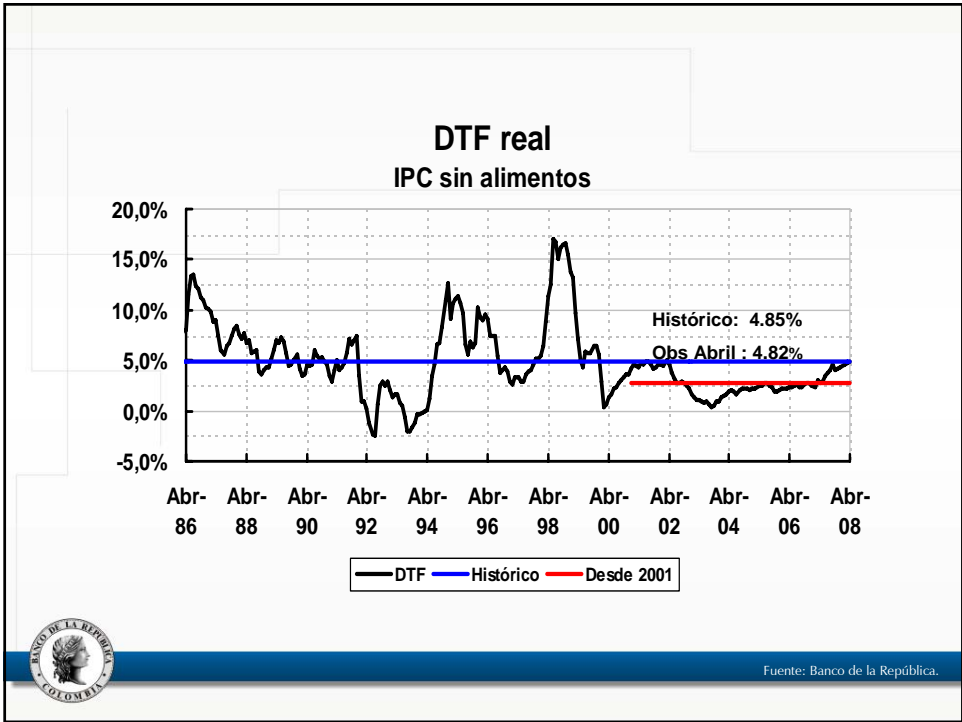 DTF real
IPC sin alimentos
20,0%
15,0%
10,0%
5,0%
0,0%
-5,0%
Histórico: 4.85%
Obs Abril : 4.82%
Abr- Abr- Abr- Abr- Abr- Abr- Abr- Abr- Abr- Abr- Abr- Abr-
86 88 90 92 94 96 98 00 02 04 06 08
DTF Histórico Desde 2001
BANCO DE LA REPÚBLICA
COLOMBIA
Fuente: Banco de la República.